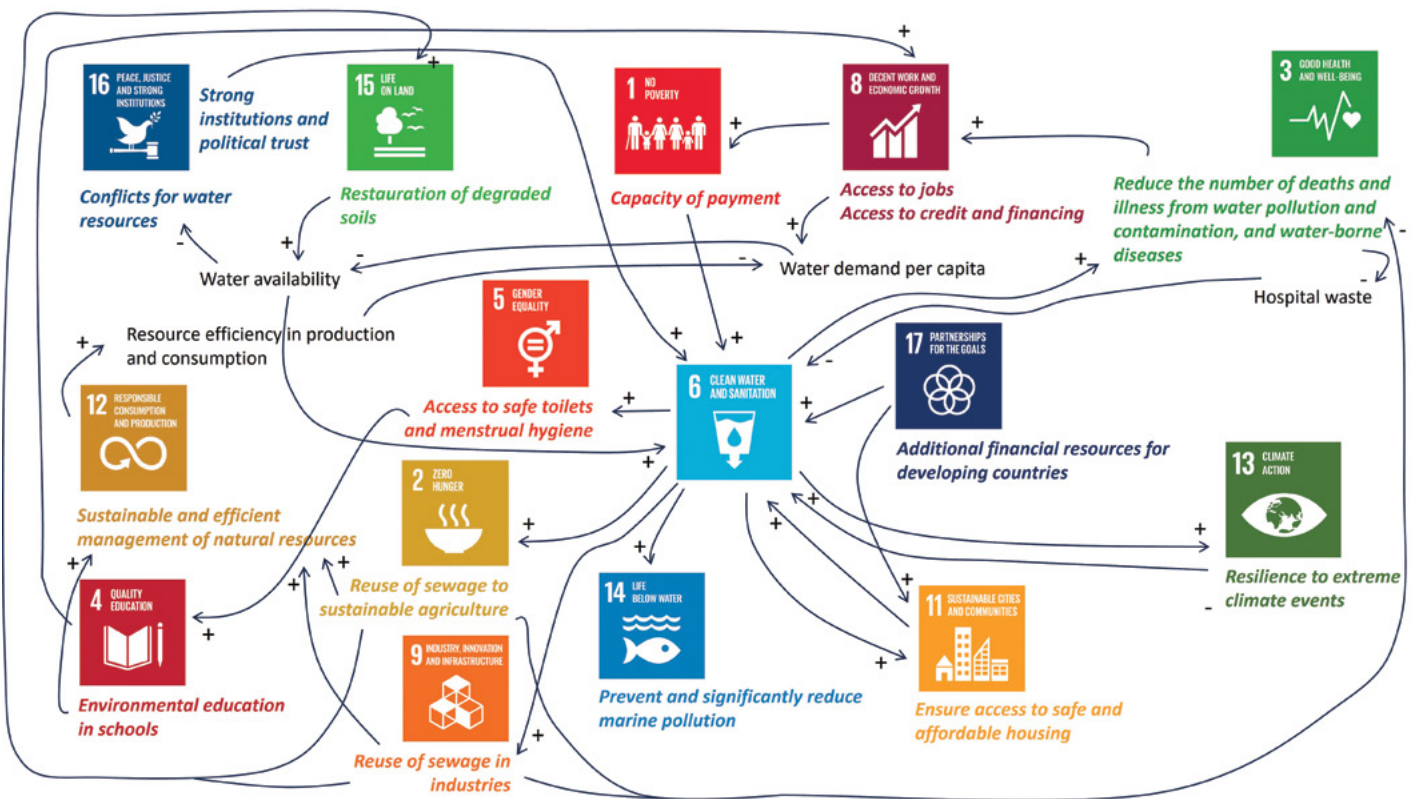 16 PEACE, JUSTICE
AND STRONG
INSTITUTIONS
Strong
institutions and
political trust
Conflicts for water
resources
15 LIFE
ON LAND
Restauration of degraded
soils
1 NO
POVERTY
Capacity of payment
8 DECENT WORK AND
ECONOMIC GROWTH
Access to jobs
Access to credit and financing
3 GOOD HEALTH
AND WELL-BEING
Reduce the number of deaths and
illness from water pollution and
contamination, and water-borne
diseases
Water availability
Water demand per capita
Hospital waste
Resource efficiency in production
and consumption
5 GENDER
EQUALITY
Access to safe toilets
and menstrual hygiene
6 CLEAN WATER
AND SANITATION
17 PARTNERSHIPS
FOR THE GOALS
Additional financial resources for
developing countries
12 RESPONSIBLE
CONSUMPTION
AND PRODUCTION
Sustainable and efficient
management of natural resources
2 ZERO
HUNGER
Reuse of sewage to
sustainable agriculture
13 CLIMATE
ACTION
Resilience to extreme
climate events
4 QUALITY
EDUCATION
Environmental education
in schools
9 INDUSTRY, INNOVATION
AND INFRASTRUCTURE
Reuse of sewage in
industries
14 LIFE
BELOW WATER
Prevent and significantly reduce
marine pollution
11 SUSTAINABLE CITIES
AND COMMUNITIES
Ensure access to safe and
affordable housing